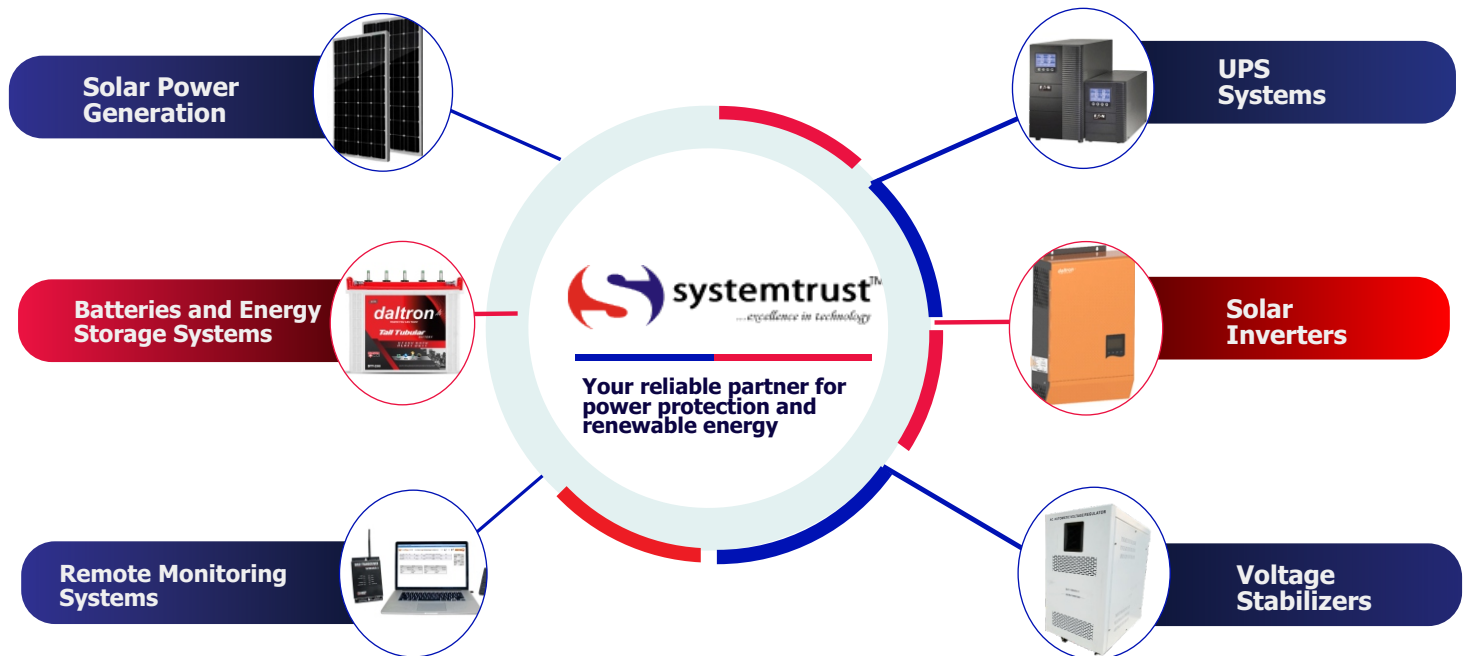 Solar Power
Generation
UPS
Systems
Batteries and Energy
Storage Systems
daltron
Tall Tubular
systemtrust™
....excellence in technology
Your reliable partner for
power protection and
renewable energy
Solar
Inverters
Remote Monitoring
Systems
Voltage
Stabilizers